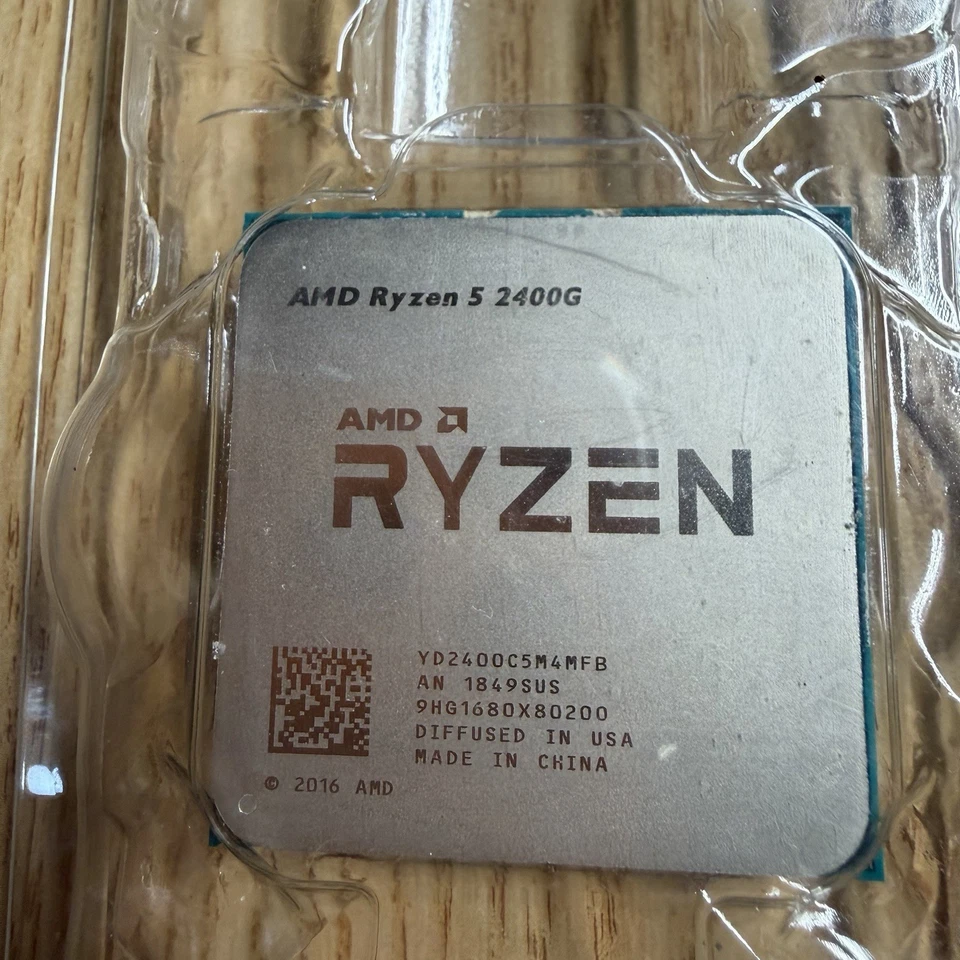 AMD Ryzen 5 2400G
AMD
RYZEN
YD2400C5M4MFB
AN 1849SUS
9HG1680X80200
DIFFUSED IN USA
MADE IN CHINA
© 2016 AMD